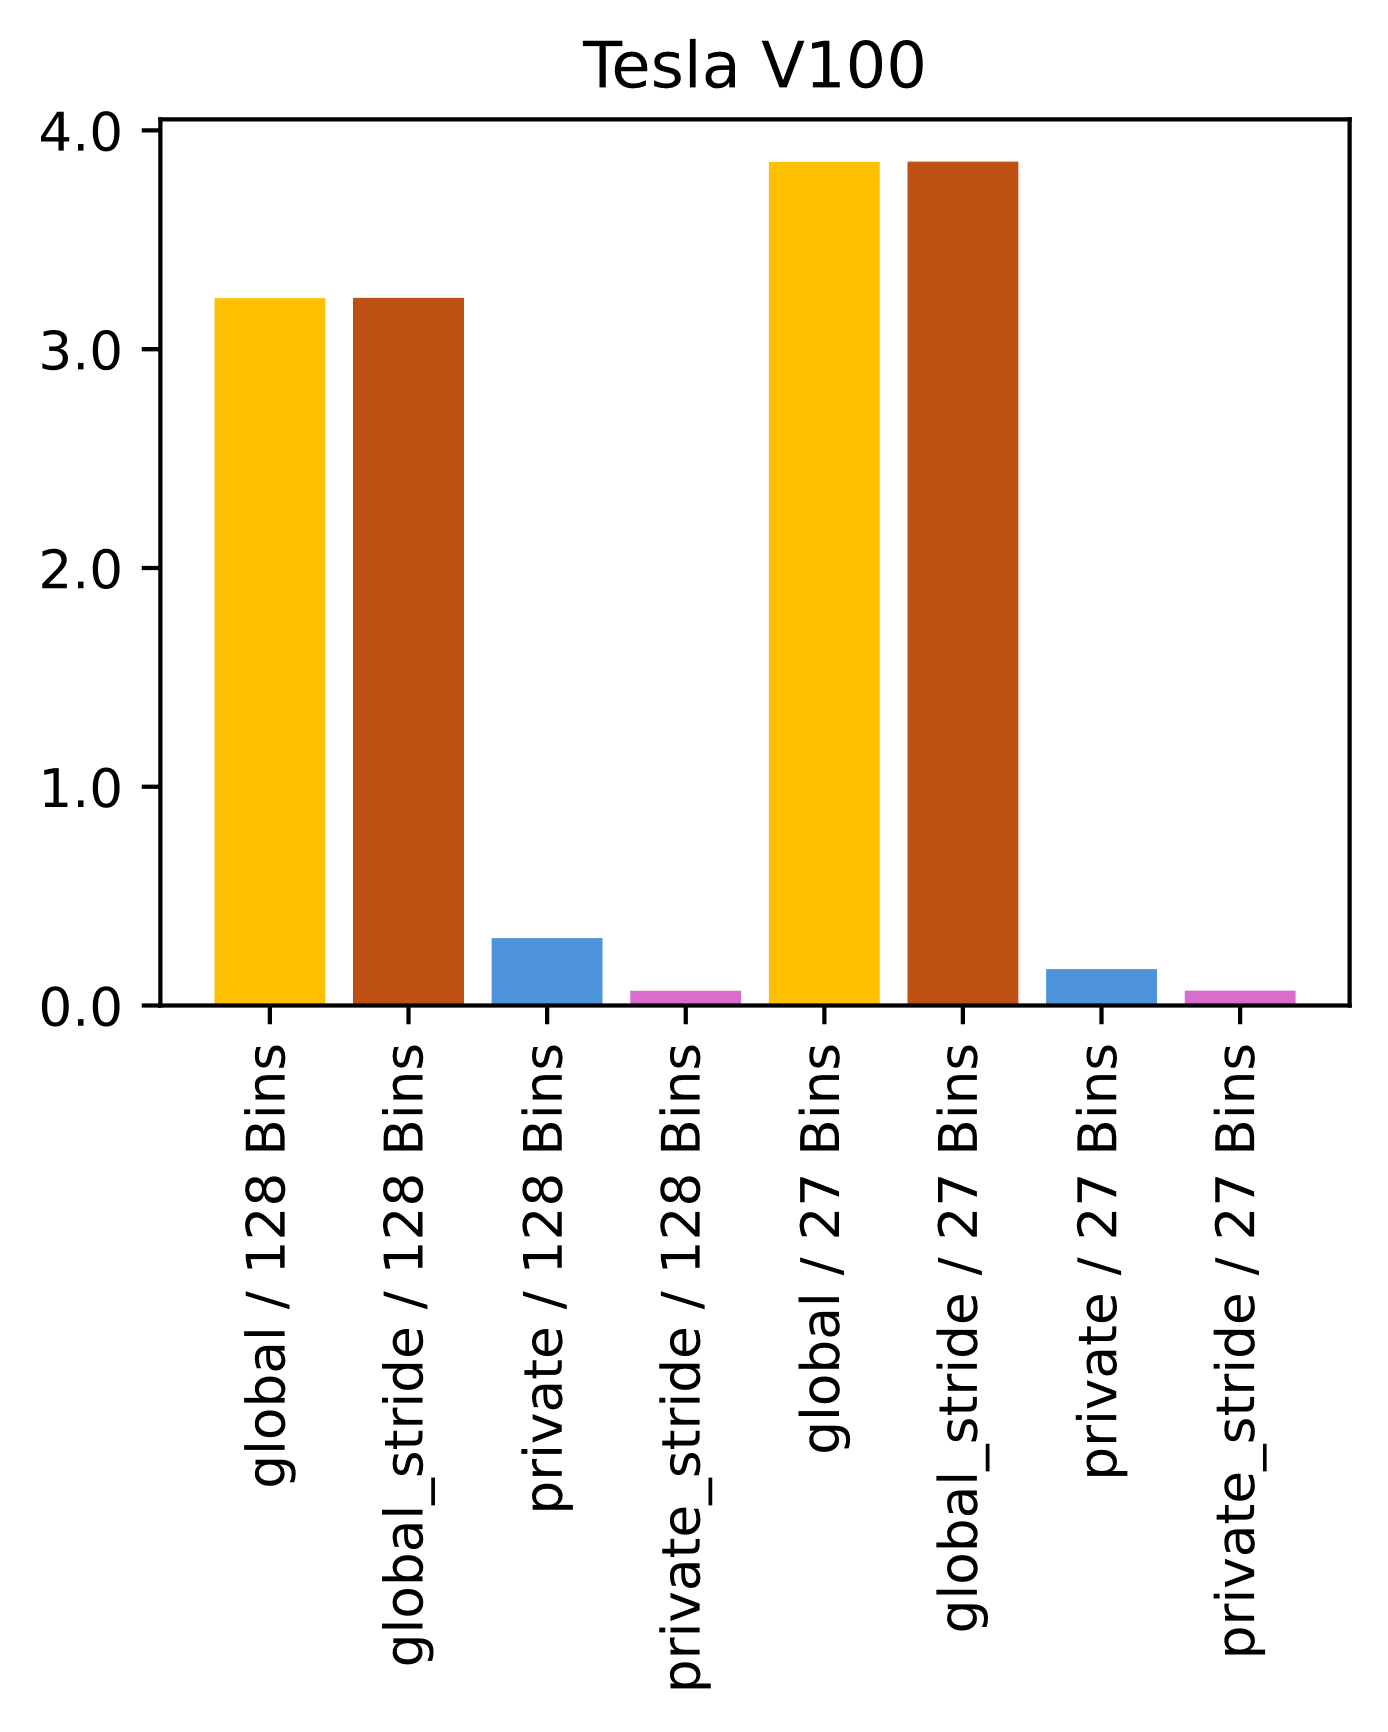 Tesla V100
4.0
3.0
2.0
1.0
0.0
global / 128 Bins
global_stride / 128 Bins
private / 128 Bins
private_stride / 128 Bins
global / 27 Bins
global_stride / 27 Bins
private / 27 Bins
private_stride / 27 Bins